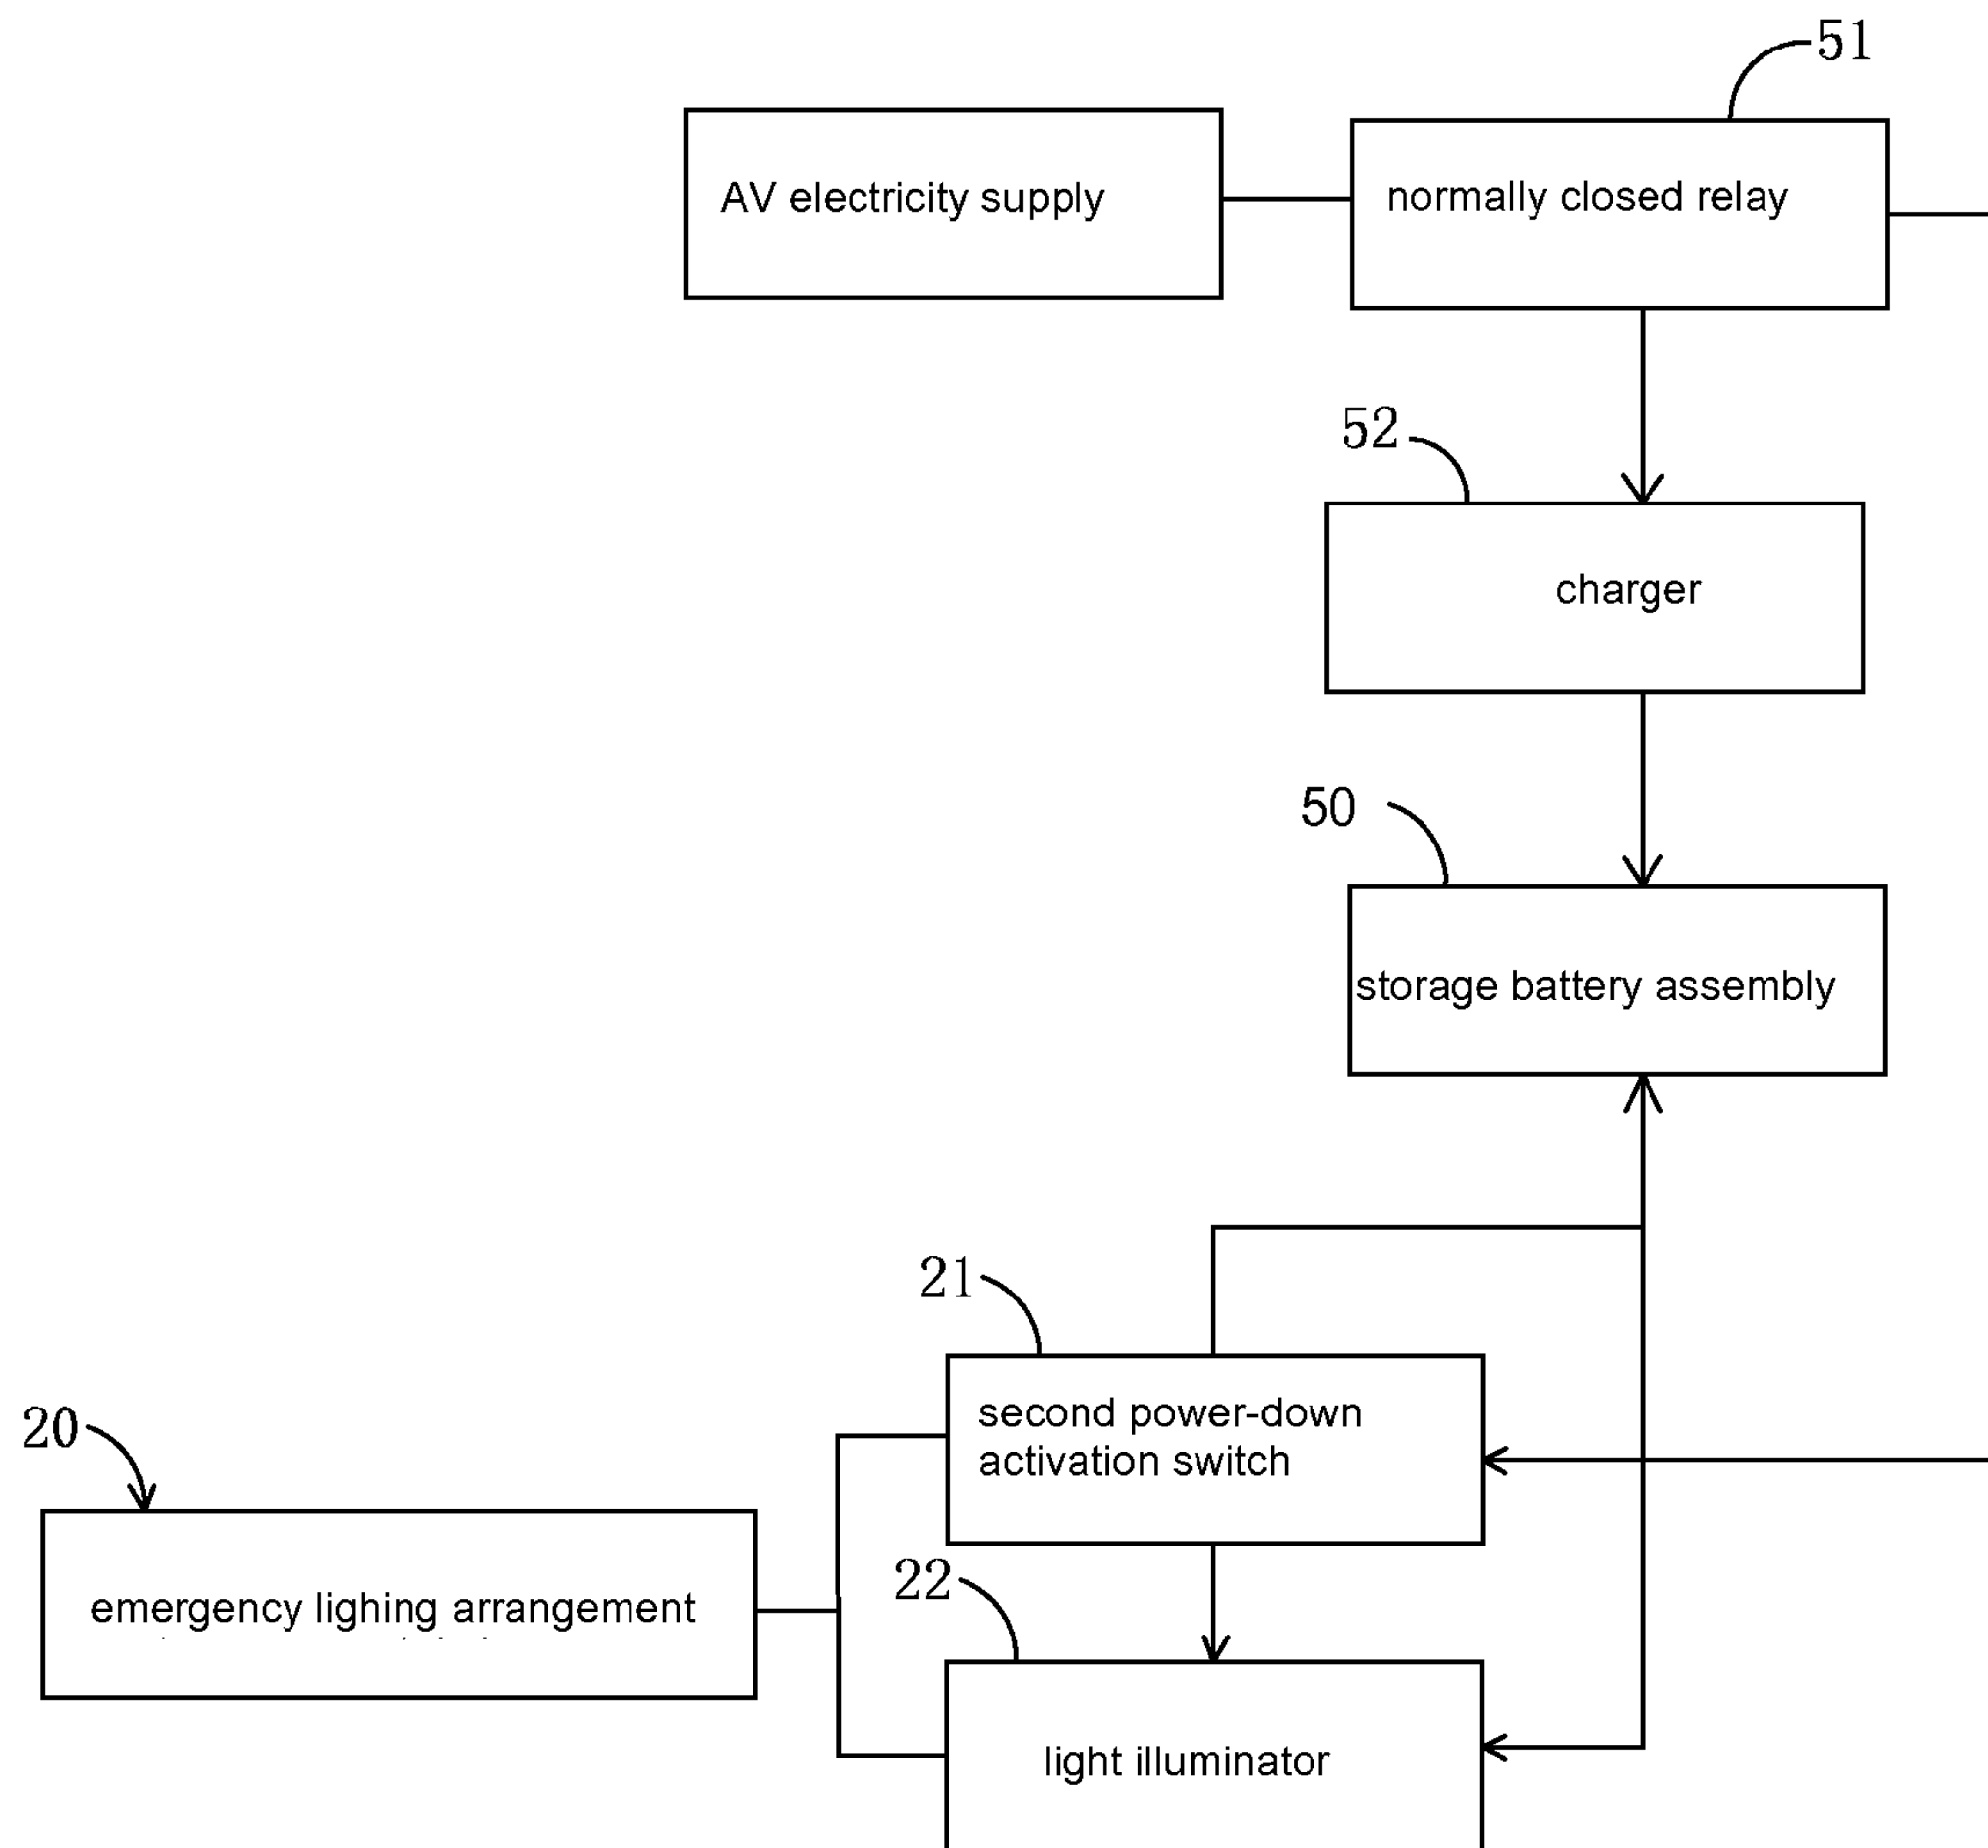 51
AV electricity supply
normally closed relay
52
charger
50
storage battery assembly
21
second power-down
activation switch
20
22
emergency lighing arrangement
light illuminator